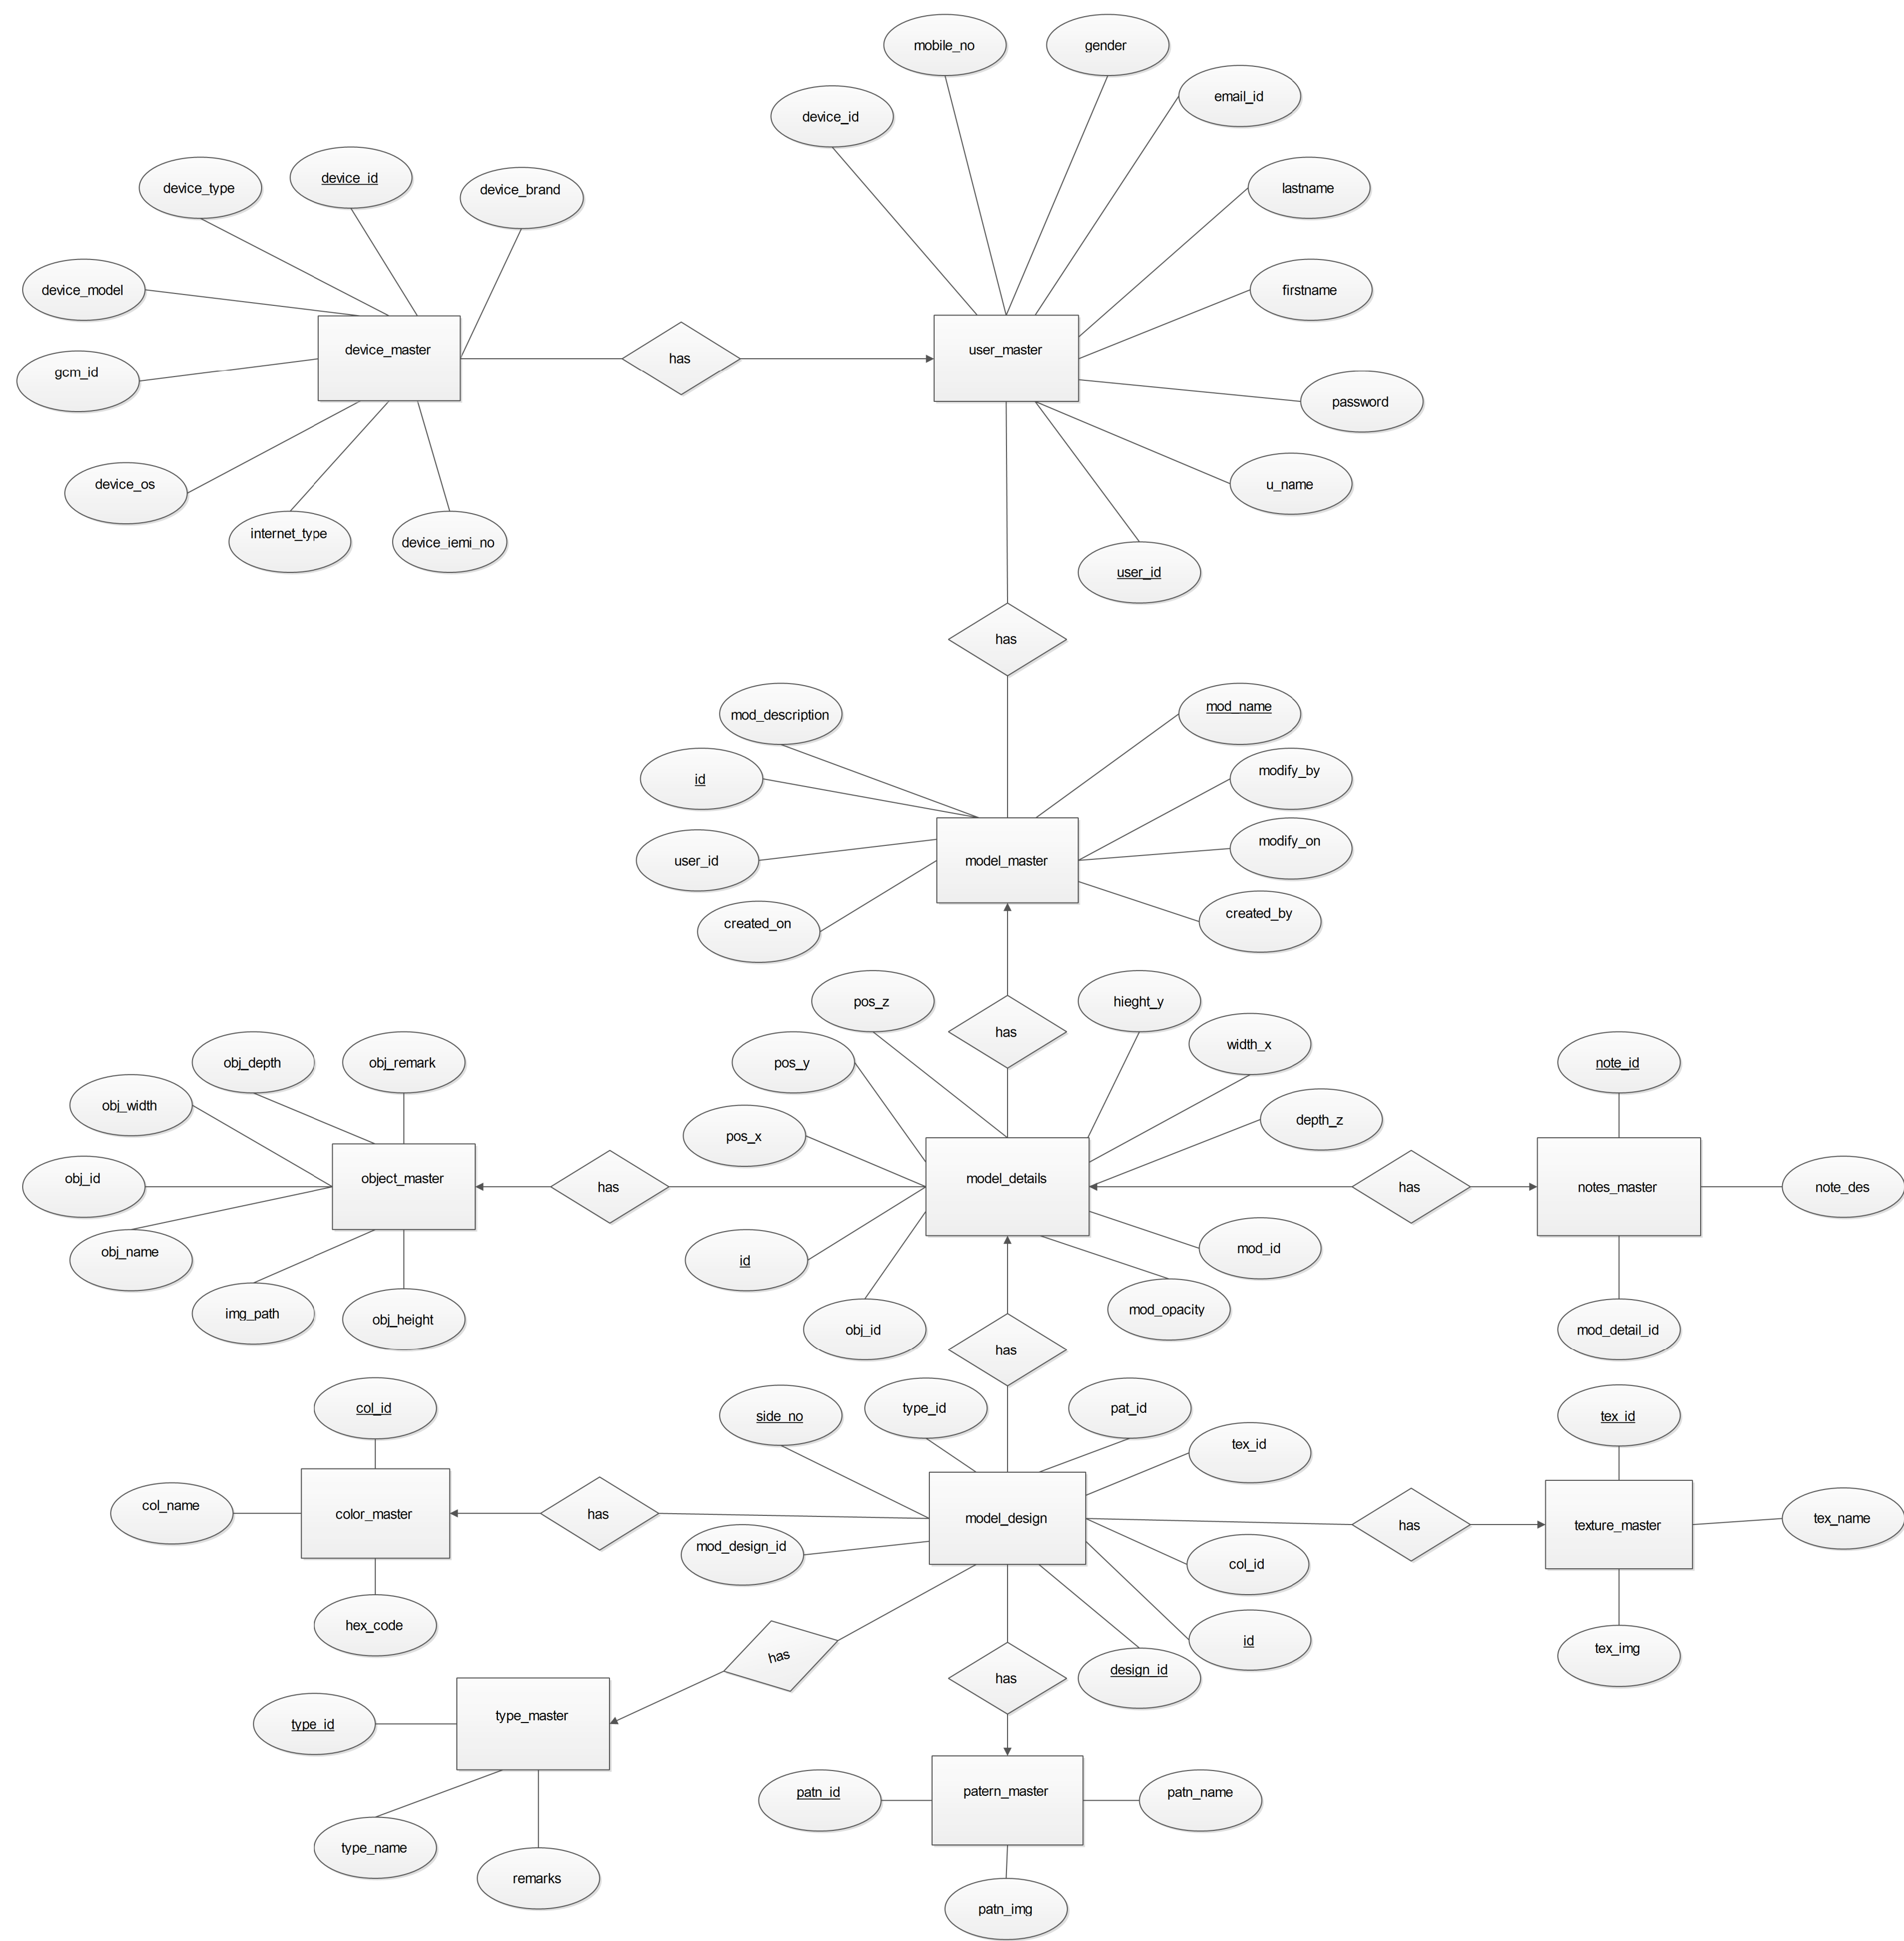 mobile_no
gender
email_id
device_id
lastname
device_type
device_id
device_brand
device_model
firstname
device_master
has
user_master
gcm_id
password
device_os
u_name
internet_type
device_iemi_no
user_id
has
mod_description
mod_name
id
modify_by
user_id
model_master
modify_on
created_on
created_by
pos_z
hieght_y
has
width_x
obj_depth
obj_remark
pos_y
note_id
obj_width
pos_x
depth_z
obj_id
object_master
has
model_details
has
notes_master
note_des
obj_name
id
mod_id
img_path
obj_height
obj_id
mod_opacity
mod_detail_id
has
col_id
side_no
type_id
pat_id
tex_id
tex_id
col_name
color_master
has
model_design
has
texture_master
tex_name
mod_design_id
col_id
hex_code
id
tex_img
has
has
design_id
type_id
type_master
patn_id
patern_master
patn_name
type_name
remarks
patn_img